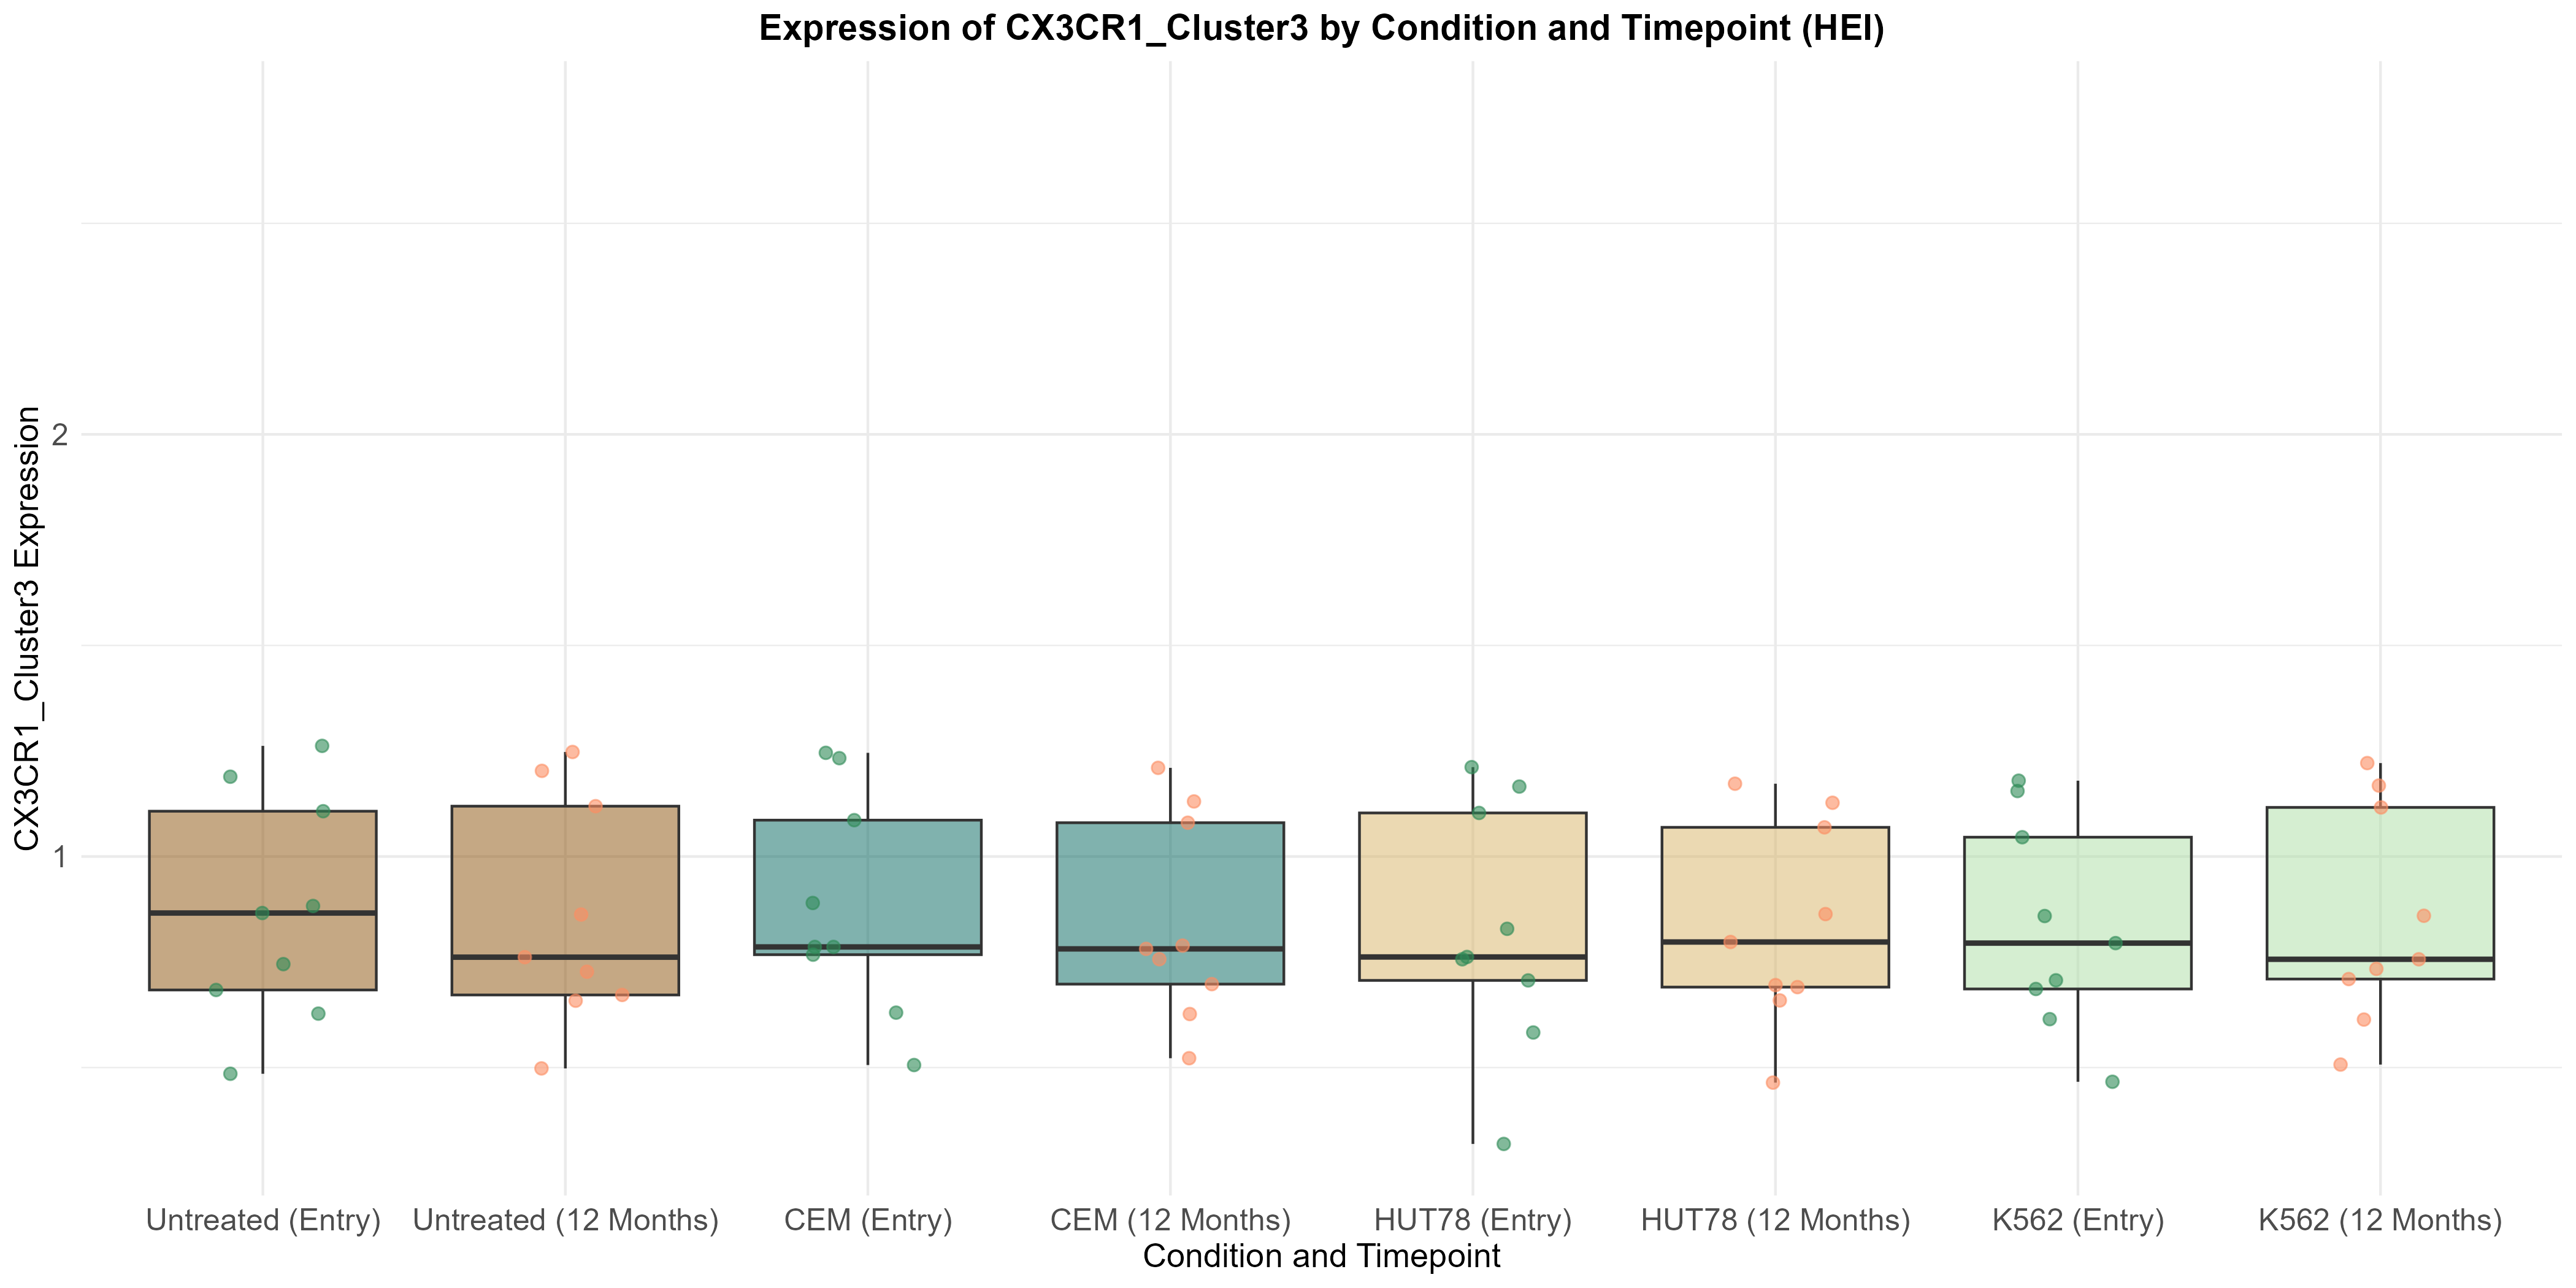 Expression of CX3CR1_Cluster3 by Condition and Timepoint (HEI)
CX3CR1_Cluster3 Expression
2
1
Untreated (Entry) Untreated (12 Months) CEM (Entry) CEM (12 Months) HUT78 (Entry) HUT78 (12 Months) K562 (Entry) K562 (12 Months)
Condition and Timepoint